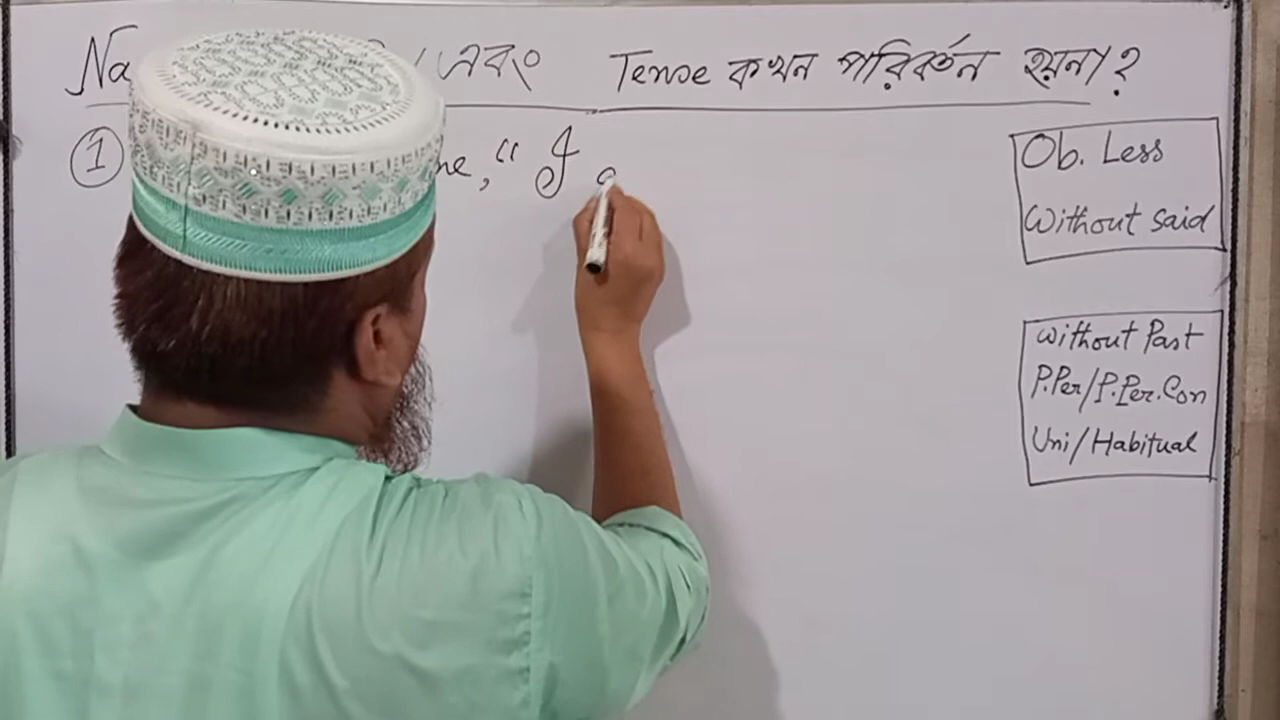 Na এবং Tense কখন পরিবর্তন হয়না?
① me, “ I a
Ob. Less
Without said
Without Past
P.Per/P.Per.Con
Uni/Habitual